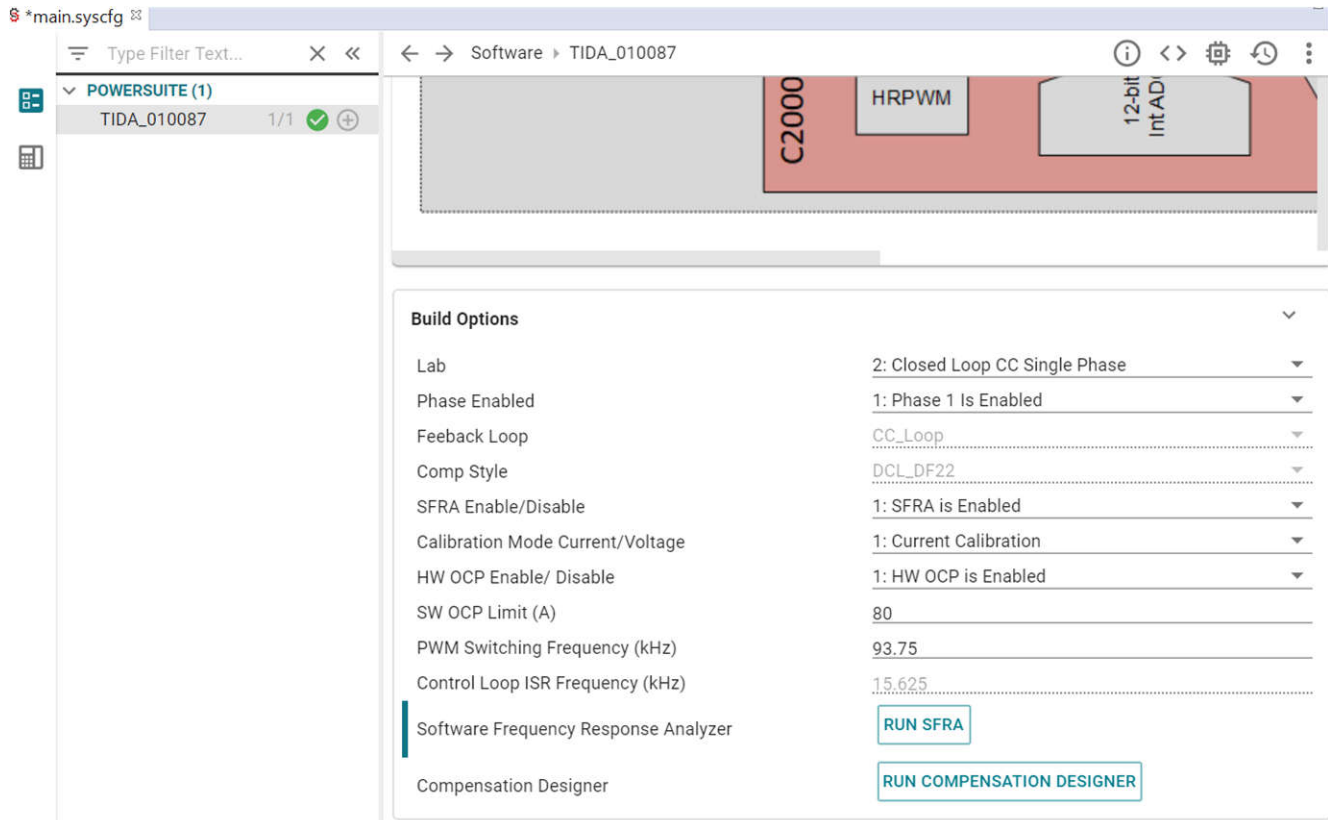 *main.syscfg
Type Filter Text...
Software TIDA_010087
POWERSUITE (1)
TIDA_010087 1/1
C2000
HRPWM
12-bit
Int ADC
Build Options
Lab 2: Closed Loop CC Single Phase
Phase Enabled 1: Phase 1 Is Enabled
Feeback Loop CC_Loop
Comp Style DCL_DF22
SFRA Enable/Disable 1: SFRA is Enabled
Calibration Mode Current/Voltage 1: Current Calibration
HW OCP Enable/ Disable 1: HW OCP is Enabled
SW OCP Limit (A) 80
PWM Switching Frequency (kHz) 93.75
Control Loop ISR Frequency (kHz) 15.625
Software Frequency Response Analyzer RUN SFRA
Compensation Designer RUN COMPENSATION DESIGNER